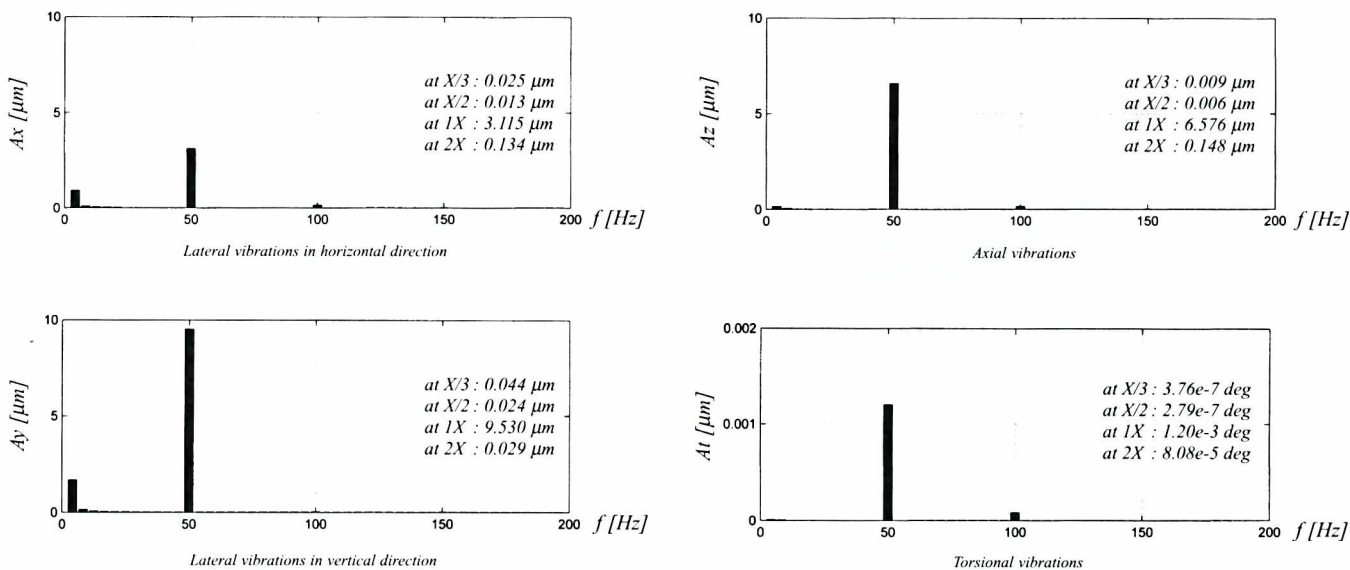 10
5
0
Ax [μm]
at X/3 : 0.025 μm
at X/2 : 0.013 μm
at 1X : 3.115 μm
at 2X : 0.134 μm
0 50 100 150 200
f [Hz]
Lateral vibrations in horizontal direction
10
5
0
Az [μm]
at X/3 : 0.009 μm
at X/2 : 0.006 μm
at 1X : 6.576 μm
at 2X : 0.148 μm
0 50 100 150 200
f [Hz]
Axial vibrations
10
5
0
Ay [μm]
at X/3 : 0.044 μm
at X/2 : 0.024 μm
at 1X : 9.530 μm
at 2X : 0.029 μm
0 50 100 150 200
f [Hz]
Lateral vibrations in vertical direction
0.002
0.001
0
At [μm]
at X/3 : 3.76e-7 deg
at X/2 : 2.79e-7 deg
at 1X : 1.20e-3 deg
at 2X : 8.08e-5 deg
0 50 100 150 200
f [Hz]
Torsional vibrations